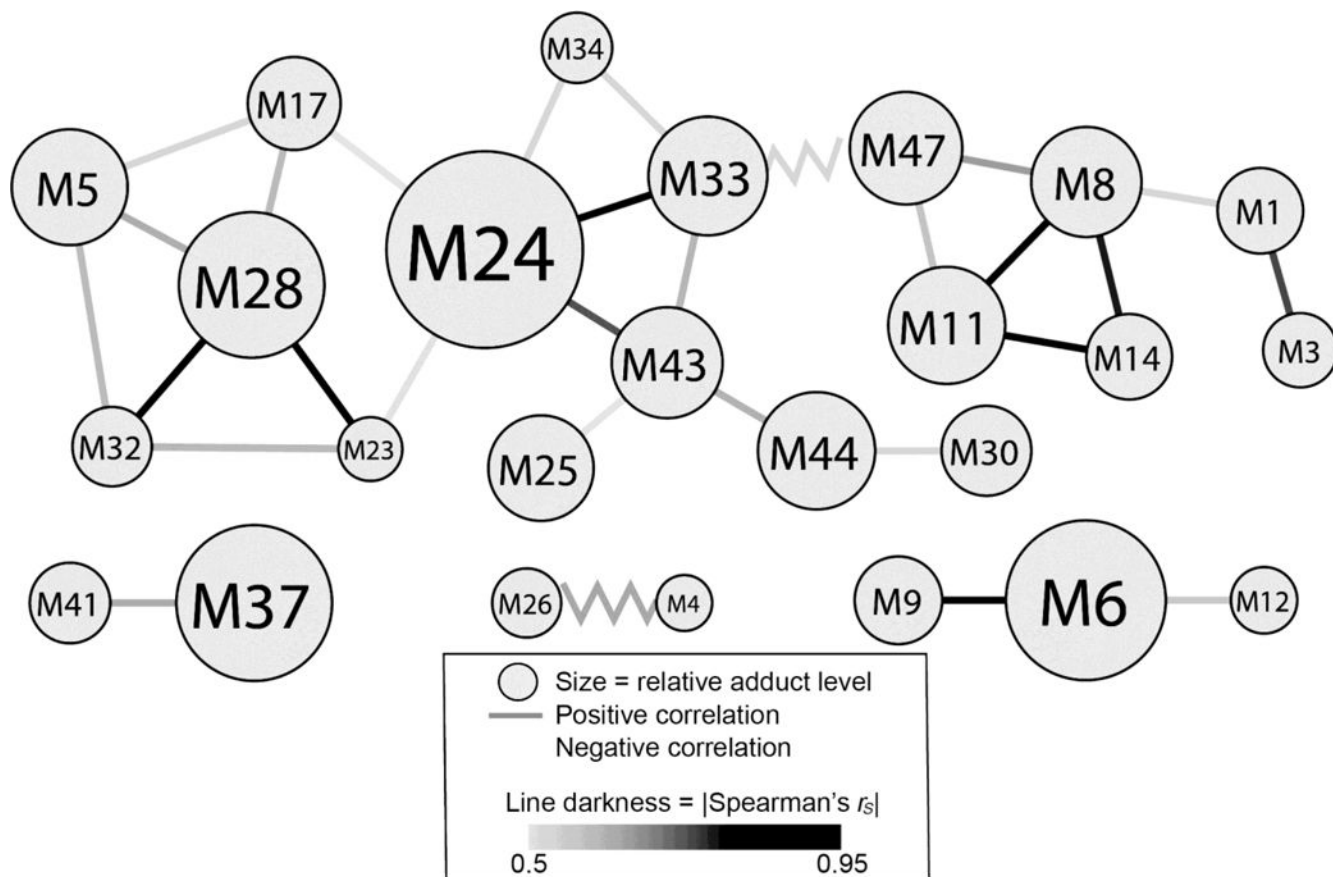 M34
M17
M47
M5
M33
M8
M1
M24
M28
M11
M14
M3
M43
M32
M23
M25
M44
M30
M41
M37
M26
M4
M9
M6
M12
Size = relative adduct level
Positive correlation
Negative correlation
Line darkness = |Spearman's rs|
0.5
0.95